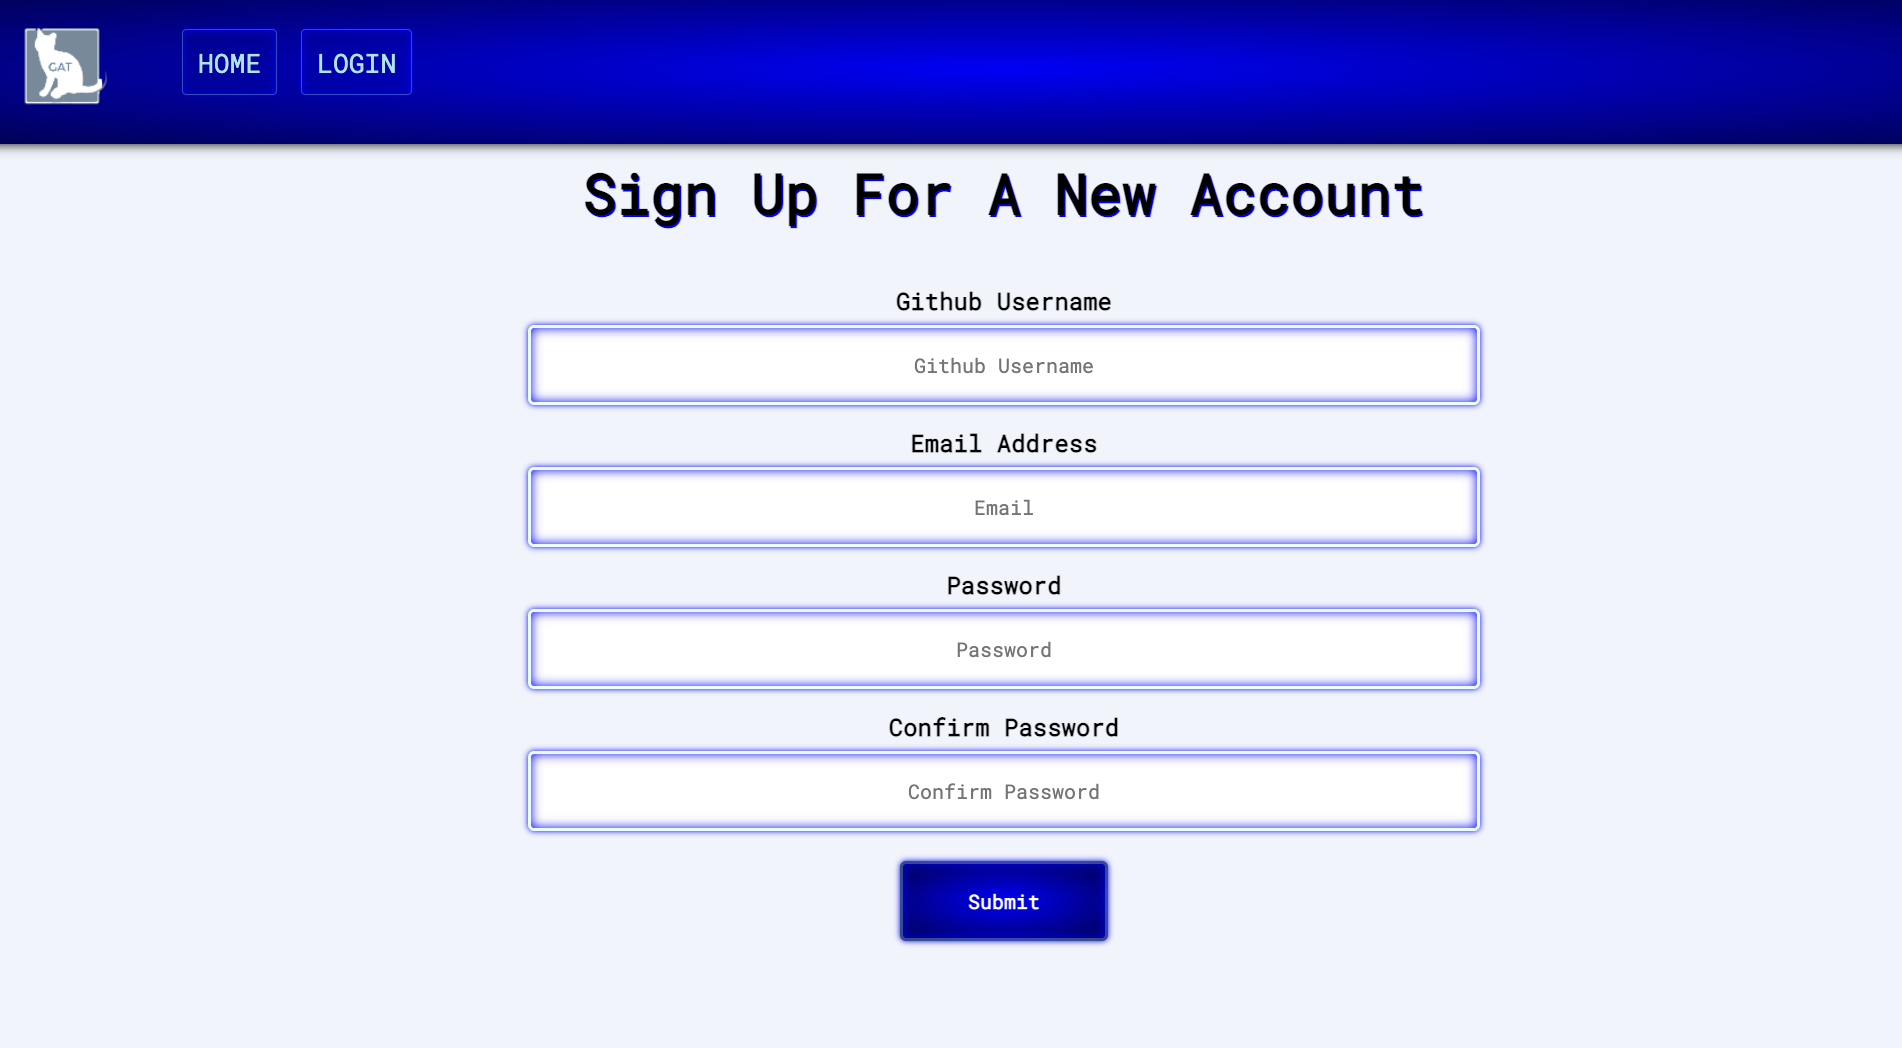 GAT
HOME
LOGIN
Sign Up For A New Account
Github Username
Github Username
Email Address
Email
Password
Password
Confirm Password
Confirm Password
Submit